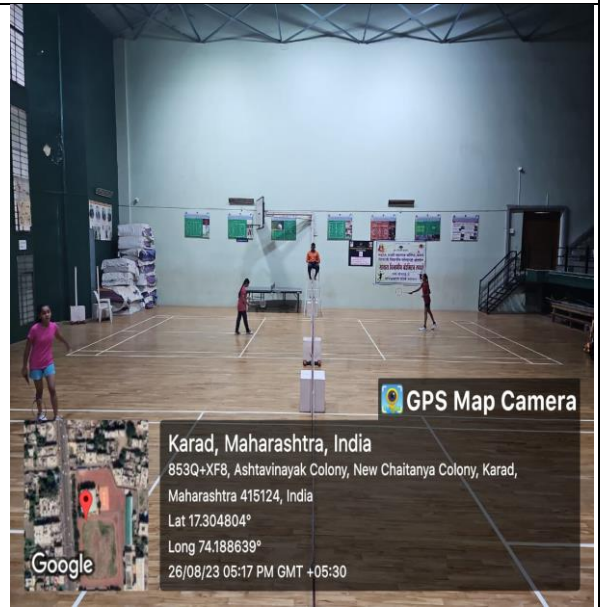 GPS Map Camera
Karad, Maharashtra, India
853Q+XF8, Ashtavinayak Colony, New Chaitanya Colony, Karad,
Maharashtra 415124, India
Lat 17.304804°
Long 74.188639°
26/08/23 05:17 PM GMT +05:30
Google